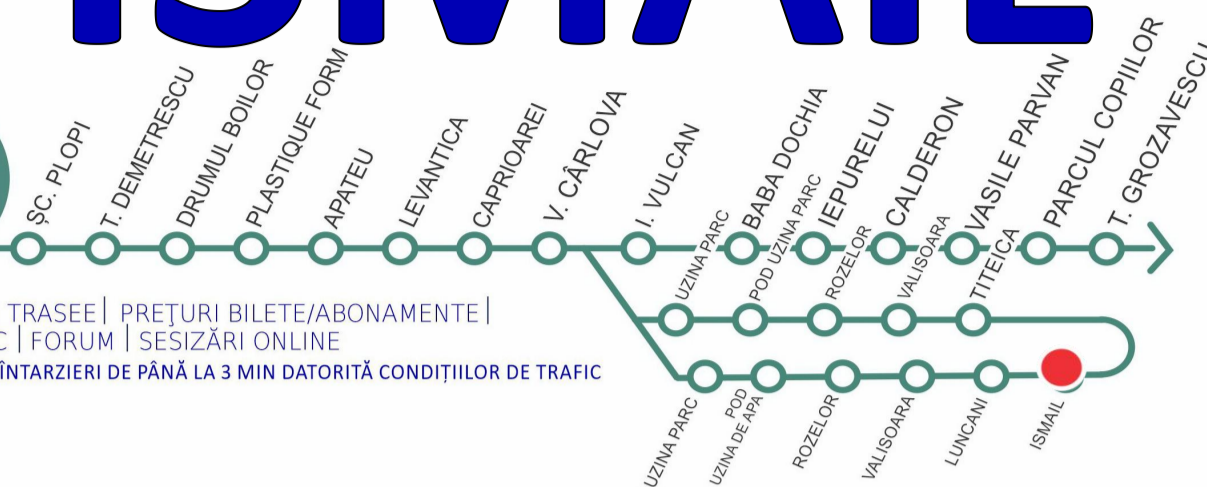 ISMAIL
ŞC. PLOPI
T. DEMETRESCU
DRUMUL BOILOR
PLASTIQUE FORM
APATEU
LEVANTICA
CAPRIOAREI
V. CÂRLOVA
I. VULCAN
BABA DOCHIA
IEPURELUI
CALDERON
VASILE PARVAN
PARCUL COPIILOR
T. GROZAVESCU
UZINA PARC
POD UZINA PARC
ROZELOR
VALISOARA
TITEICA
TRASEE| PREŢURI BILETE/ABONAMENTE|
C | FORUM | SESIZĂRI ONLINE
ÎNTARZIERI DE PÂNĂ LA 3 MIN DATORITĂ CONDIȚIILOR DE TRAFIC
UZINA PARC
POD
UZINA DE APA
ROZELOR
VALISOARA
LUNCANI
ISMAIL